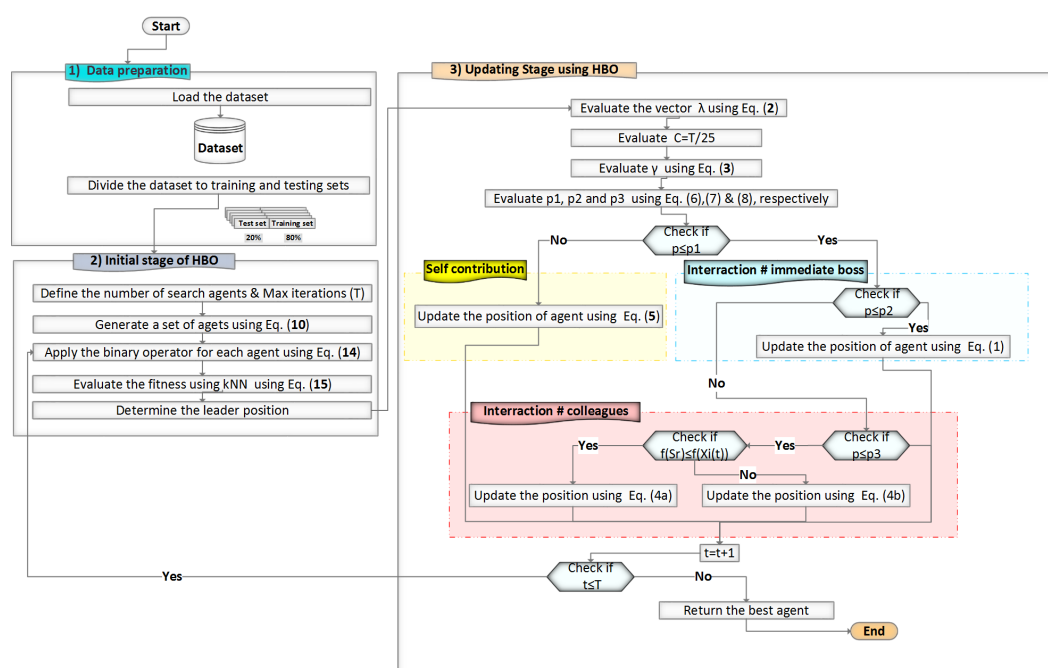 Start
1) Data preparation
Load the dataset
Dataset
Divide the dataset to training and testing sets
Test set Training set
20% 80%
2) Initial stage of HBO
Define the number of search agents & Max iterations (T)
Generate a set of agets using Eq. (10)
Apply the binary operator for each agent using Eq. (14)
Evaluate the fitness using kNN using Eq. (15)
Determine the leader position
3) Updating Stage using HBO
Evaluate the vector λ using Eq. (2)
Evaluate C=T/25
Evaluate γ using Eq. (3)
Evaluate p1, p2 and p3 using Eq. (6),(7) & (8), respectively
Check if
p≤p1
No
Yes
Self contribution
Update the position of agent using Eq. (5)
Interraction # immediate boss
Check if
p≤p2
Yes
Update the position of agent using Eq. (1)
No
Interraction # colleagues
Check if
p≤p3
Yes
Check if
f(Sr)≤f(Xi(t))
Yes
No
Update the position using Eq. (4a)
Update the position using Eq. (4b)
t=t+1
Check if
t≤T
Yes
No
Return the best agent
End